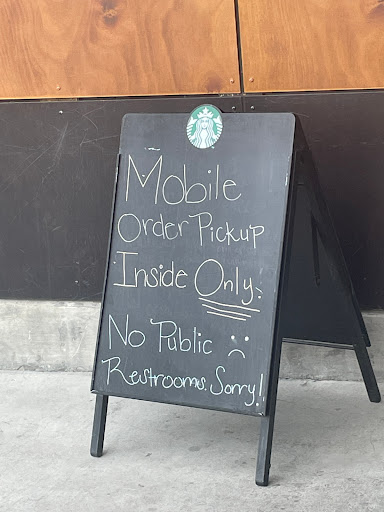 Mobile
Order Pickup
Inside Only.
No Public :(
Restrooms. Sorry!